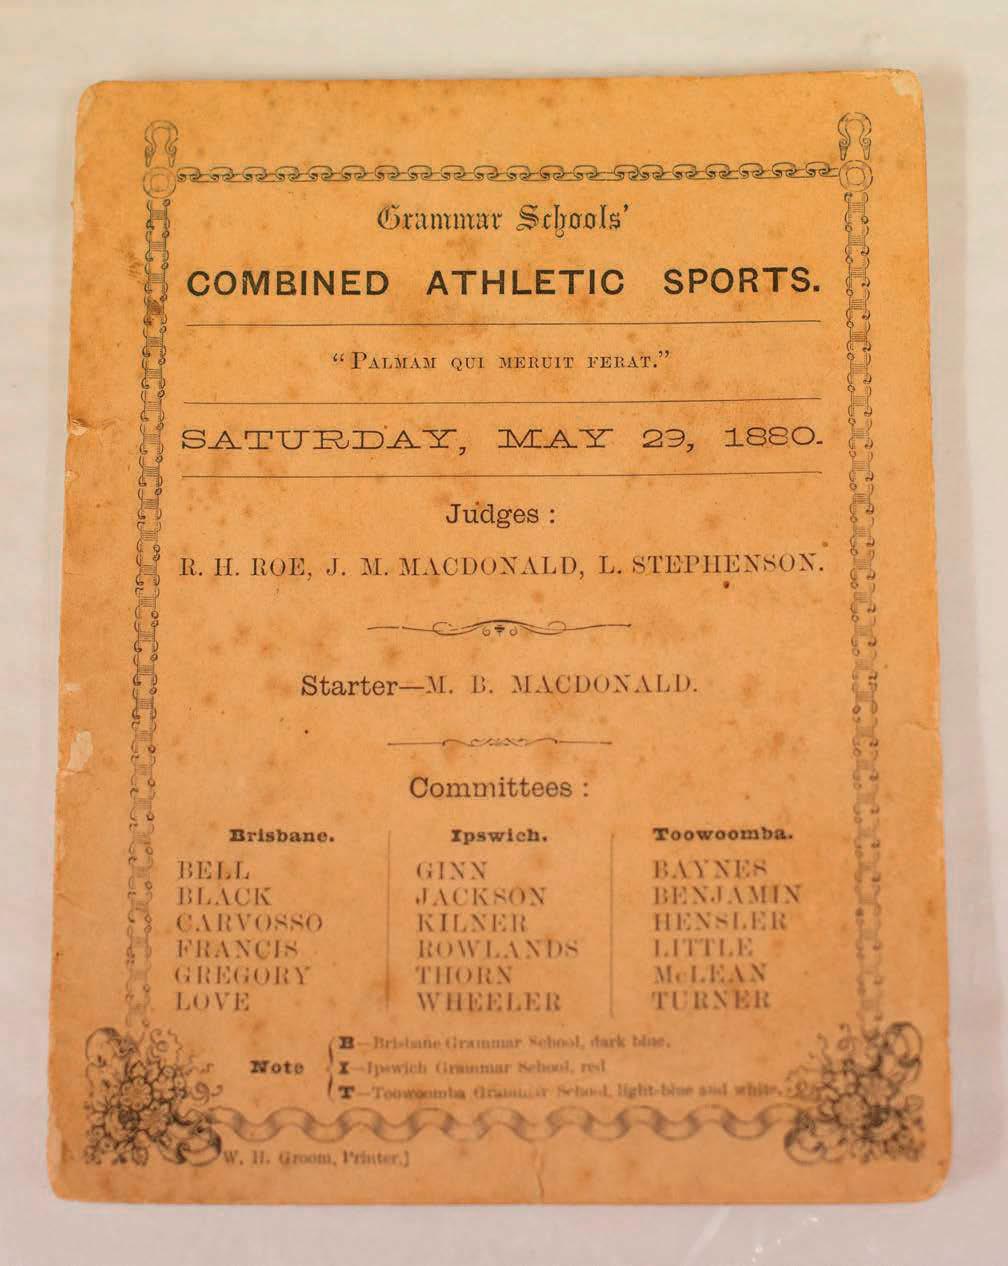 Grammar Schools'
COMBINED ATHLETIC SPORTS.
"PALMAM QUI MERUIT FERAT."
SATURDAY, MAY 29, 1880.
Judges :
R. H. ROE, J. M. MACDONALD, L. STEPHENSON.
Starter—M. B. MACDONALD.
Committees :
Brisbane. Ipswich. Toowoomba.
BELL GINN BAYNES
BLACK JACKSON BENJAMIN
CARVOSSO KILNER HENSLER
FRANCIS ROWLANDS LITTLE
GREGORY THORN McLEAN
LOVE WHEELER TURNER
B—Brisbane Grammar School, dark blue.
Note I—Ipswich Grammar School, red
T—Toowoomba Grammar School, light-blue and white.
W. H. Groom, Printer.]